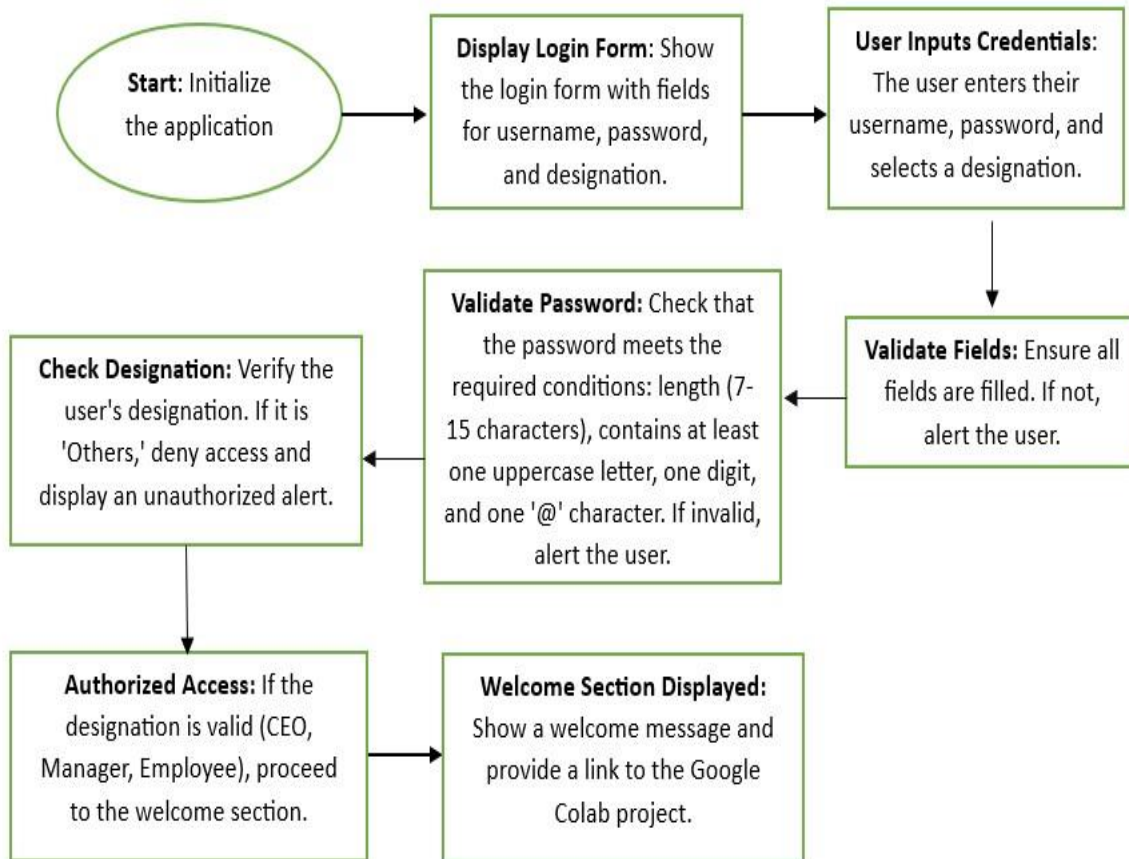 Start: Initialize
the application
Display Login Form: Show
the login form with fields
for username, password,
and designation.
User Inputs Credentials:
The user enters their
username, password, and
selects a designation.
Validate Fields: Ensure all
fields are filled. If not,
alert the user.
Validate Password: Check that
the password meets the
required conditions: length (7-
15 characters), contains at least
one uppercase letter, one digit,
and one '@' character. If invalid,
alert the user.
Check Designation: Verify the
user's designation. If it is
'Others,' deny access and
display an unauthorized alert.
Authorized Access: If the
designation is valid (CEO,
Manager, Employee), proceed
to the welcome section.
Welcome Section Displayed:
Show a welcome message and
provide a link to the Google
Colab project.